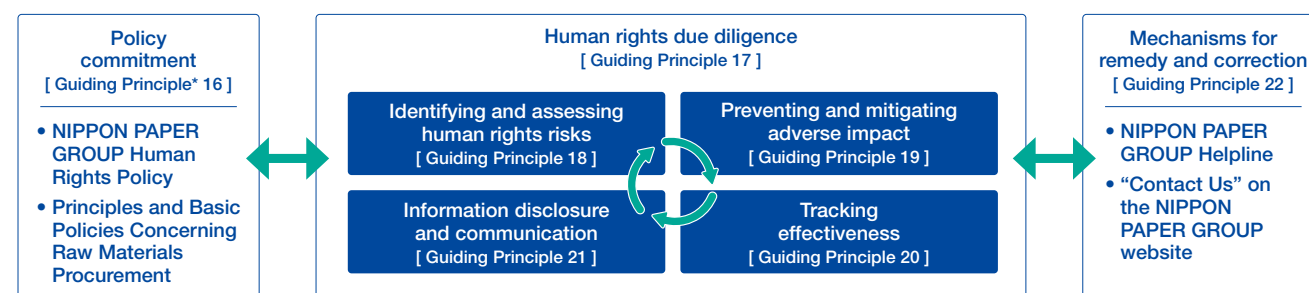 Policy
commitment
[ Guiding Principle* 16 ]
• NIPPON PAPER
GROUP Human
Rights Policy
• Principles and Basic
Policies Concerning
Raw Materials
Procurement
Human rights due diligence
[ Guiding Principle 17 ]
Identifying and assessing
human rights risks
[ Guiding Principle 18 ]
Preventing and mitigating
adverse impact
[ Guiding Principle 19 ]
Information disclosure
and communication
[ Guiding Principle 21 ]
Tracking
effectiveness
[ Guiding Principle 20 ]
Mechanisms for
remedy and correction
[ Guiding Principle 22 ]
• NIPPON PAPER
GROUP Helpline
• “Contact Us” on
the NIPPON
PAPER GROUP
website